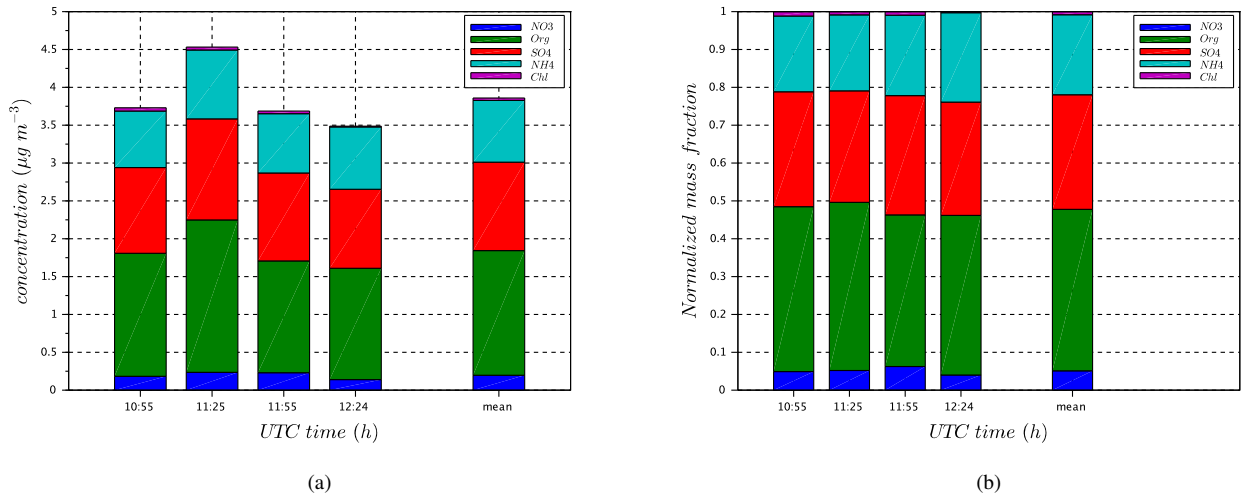 5
4.5
4
3.5
3
2.5
2
1.5
1
0.5
0
concentration (μg m⁻³)
NO3
Org
SO4
NH4
Chl
10:55 11:25 11:55 12:24 mean
UTC time (h)
(a)
1
0.9
0.8
0.7
0.6
0.5
0.4
0.3
0.2
0.1
0
Normalized mass fraction
NO3
Org
SO4
NH4
Chl
10:55 11:25 11:55 12:24 mean
UTC time (h)
(b)